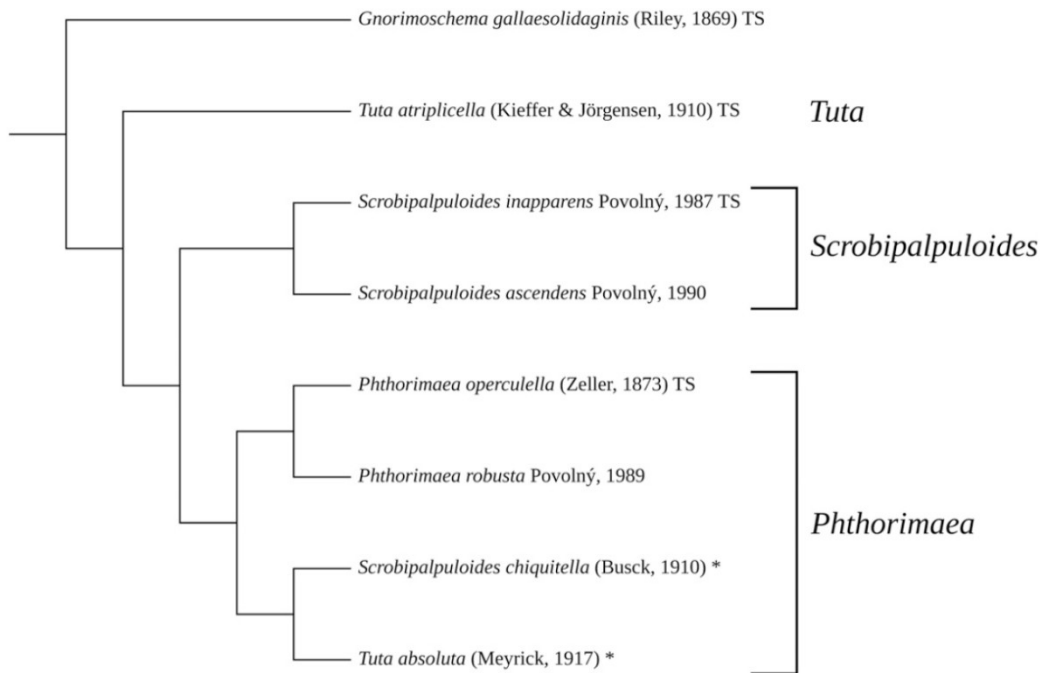 Gnorimoschema gallaesolidaginis (Riley, 1869) TS
Tuta atriplicella (Kieffer & Jörgensen, 1910) TS
Tuta
Scrobipalpuloides inapparens Povolný, 1987 TS
Scrobipalpuloides
Scrobipalpuloides ascendens Povolný, 1990
Phthorimaea operculella (Zeller, 1873) TS
Phthorimaea robusta Povolný, 1989
Phthorimaea
Scrobipalpuloides chiquitella (Busck, 1910) *
Tuta absoluta (Meyrick, 1917) *